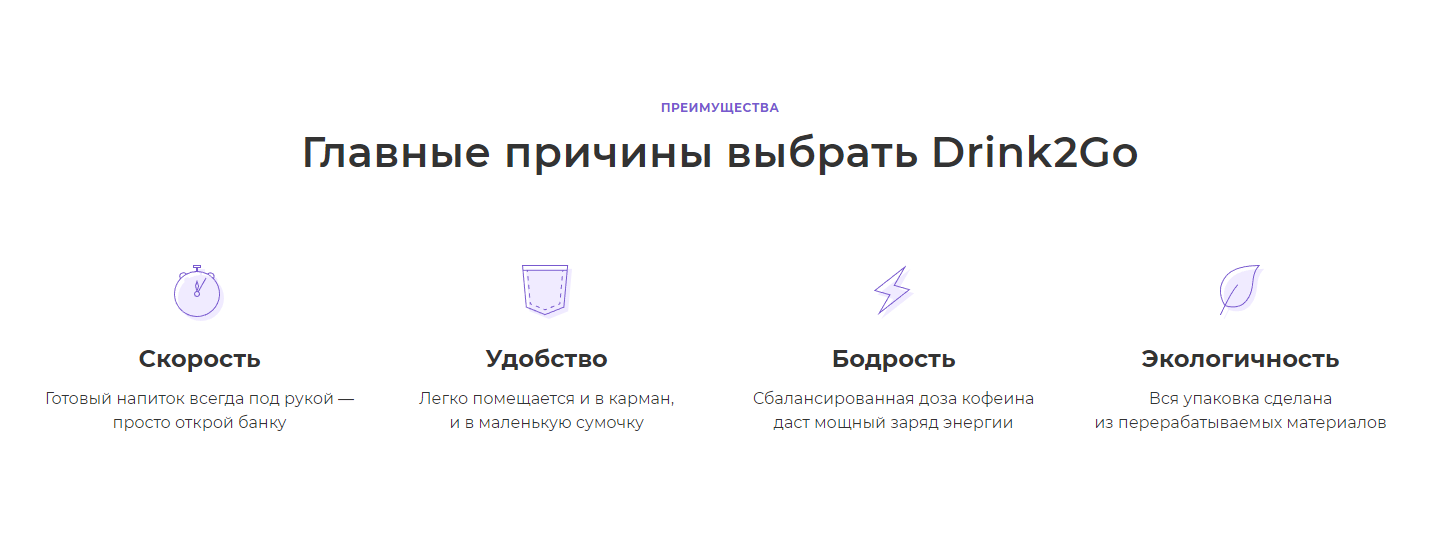 ПРЕИМУЩЕСТВА
Главные причины выбрать Drink2Go
Скорость
Готовый напиток всегда под рукой —
просто открой банку
Удобство
Легко помещается и в карман,
и в маленькую сумочку
Бодрость
Сбалансированная доза кофеина
даст мощный заряд энергии
Экологичность
Вся упаковка сделана
из перерабатываемых материалов